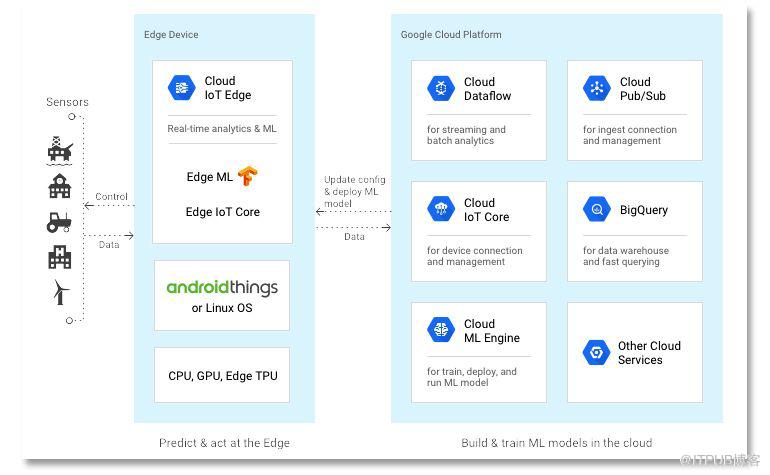 Edge Device
Google Cloud Platform
Sensors
Control
Data
Cloud
IoT Edge
Real-time analytics & ML
Edge ML
Edge IoT Core
androidthings
or Linux OS
CPU, GPU, Edge TPU
Update config
& deploy ML
model
Data
Cloud
Dataflow
for streaming and
batch analytics
Cloud
Pub/Sub
for ingest connection
and management
Cloud
IoT Core
for device connection
and management
BigQuery
for data warehouse
and fast querying
Cloud
ML Engine
for train, deploy, and
run ML model
Other Cloud
Services
Predict & act at the Edge
Build & train ML models in the cloud
@ITPUB博客